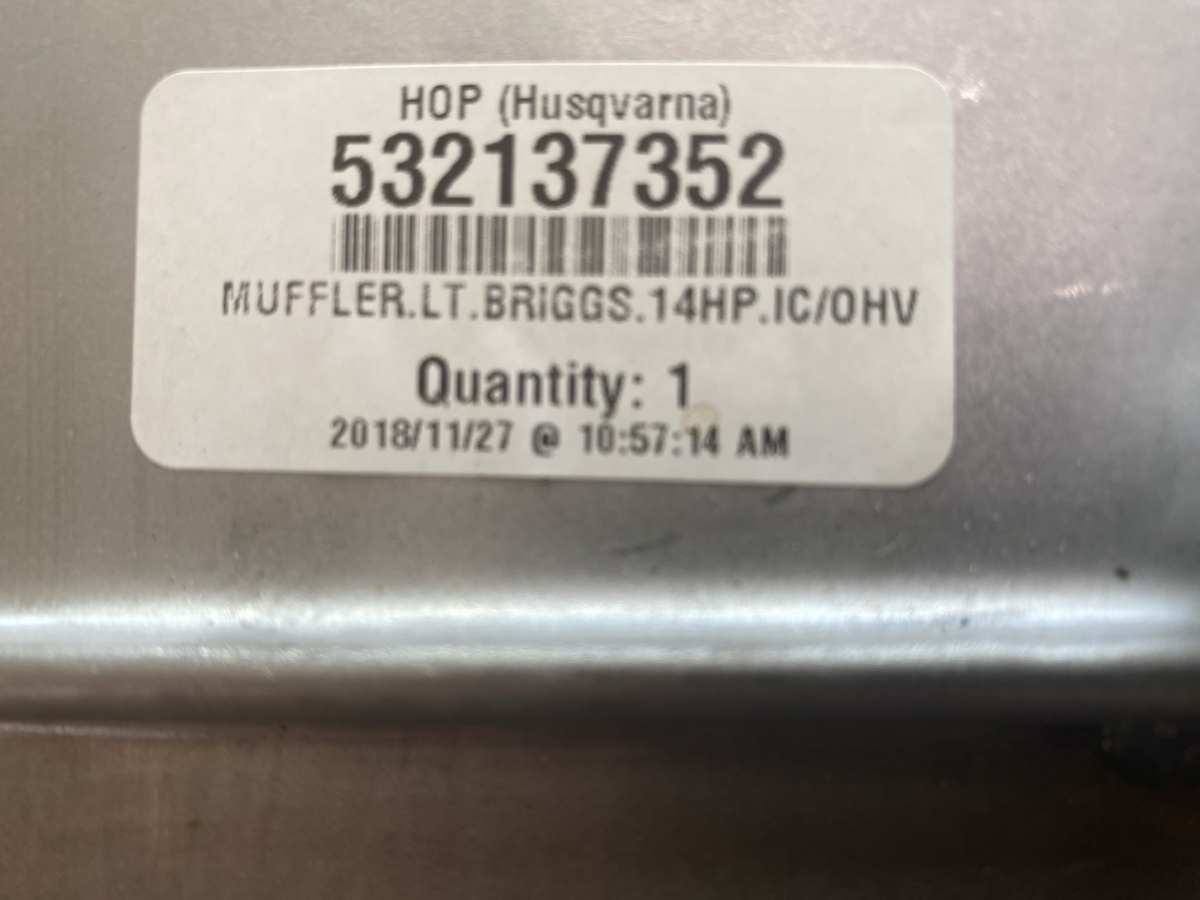 HOP (Husqvarna)
532137352
MUFFLER.LT.BRIGGS.14HP.IC/OHV
Quantity: 1
2018/11/27 @ 10:57:14 AM